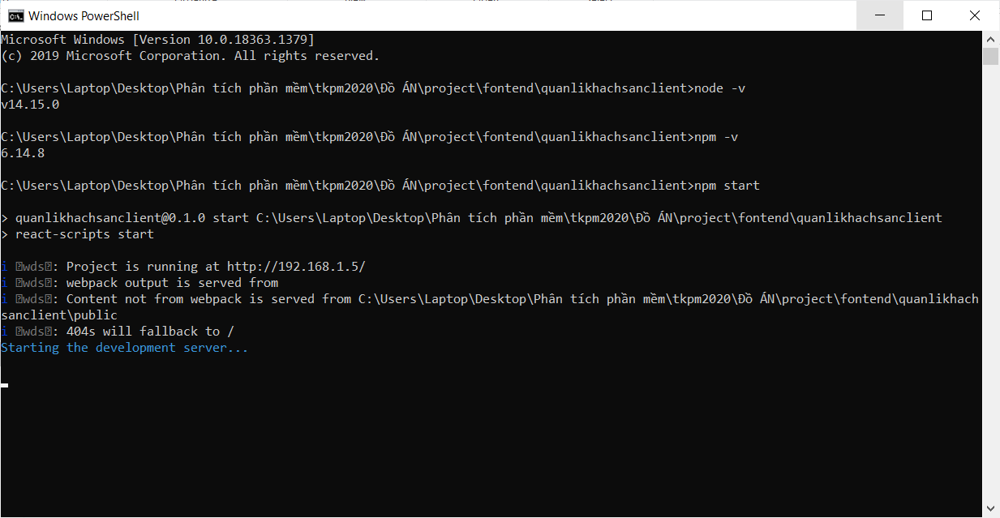 Windows PowerShell
Microsoft Windows [Version 10.0.18363.1379]
(c) 2019 Microsoft Corporation. All rights reserved.
C:\Users\Laptop\Desktop\Phân tích phần mềm\tkpm2020\Đồ ÁN\project\fontend\quanlikhachsanclient>node -v
v14.15.0
C:\Users\Laptop\Desktop\Phân tích phần mềm\tkpm2020\Đồ ÁN\project\fontend\quanlikhachsanclient>npm -v
6.14.8
C:\Users\Laptop\Desktop\Phân tích phần mềm\tkpm2020\Đồ ÁN\project\fontend\quanlikhachsanclient>npm start
> quanlikhachsanclient@0.1.0 start C:\Users\Laptop\Desktop\Phân tích phần mềm\tkpm2020\Đồ ÁN\project\fontend\quanlikhachsanclient
> react-scripts start
i ⍰wds⍰: Project is running at http://192.168.1.5/
i ⍰wds⍰: webpack output is served from
i ⍰wds⍰: Content not from webpack is served from C:\Users\Laptop\Desktop\Phân tích phần mềm\tkpm2020\Đồ ÁN\project\fontend\quanlikhach
sanclient\public
i ⍰wds⍰: 404s will fallback to /
Starting the development server...